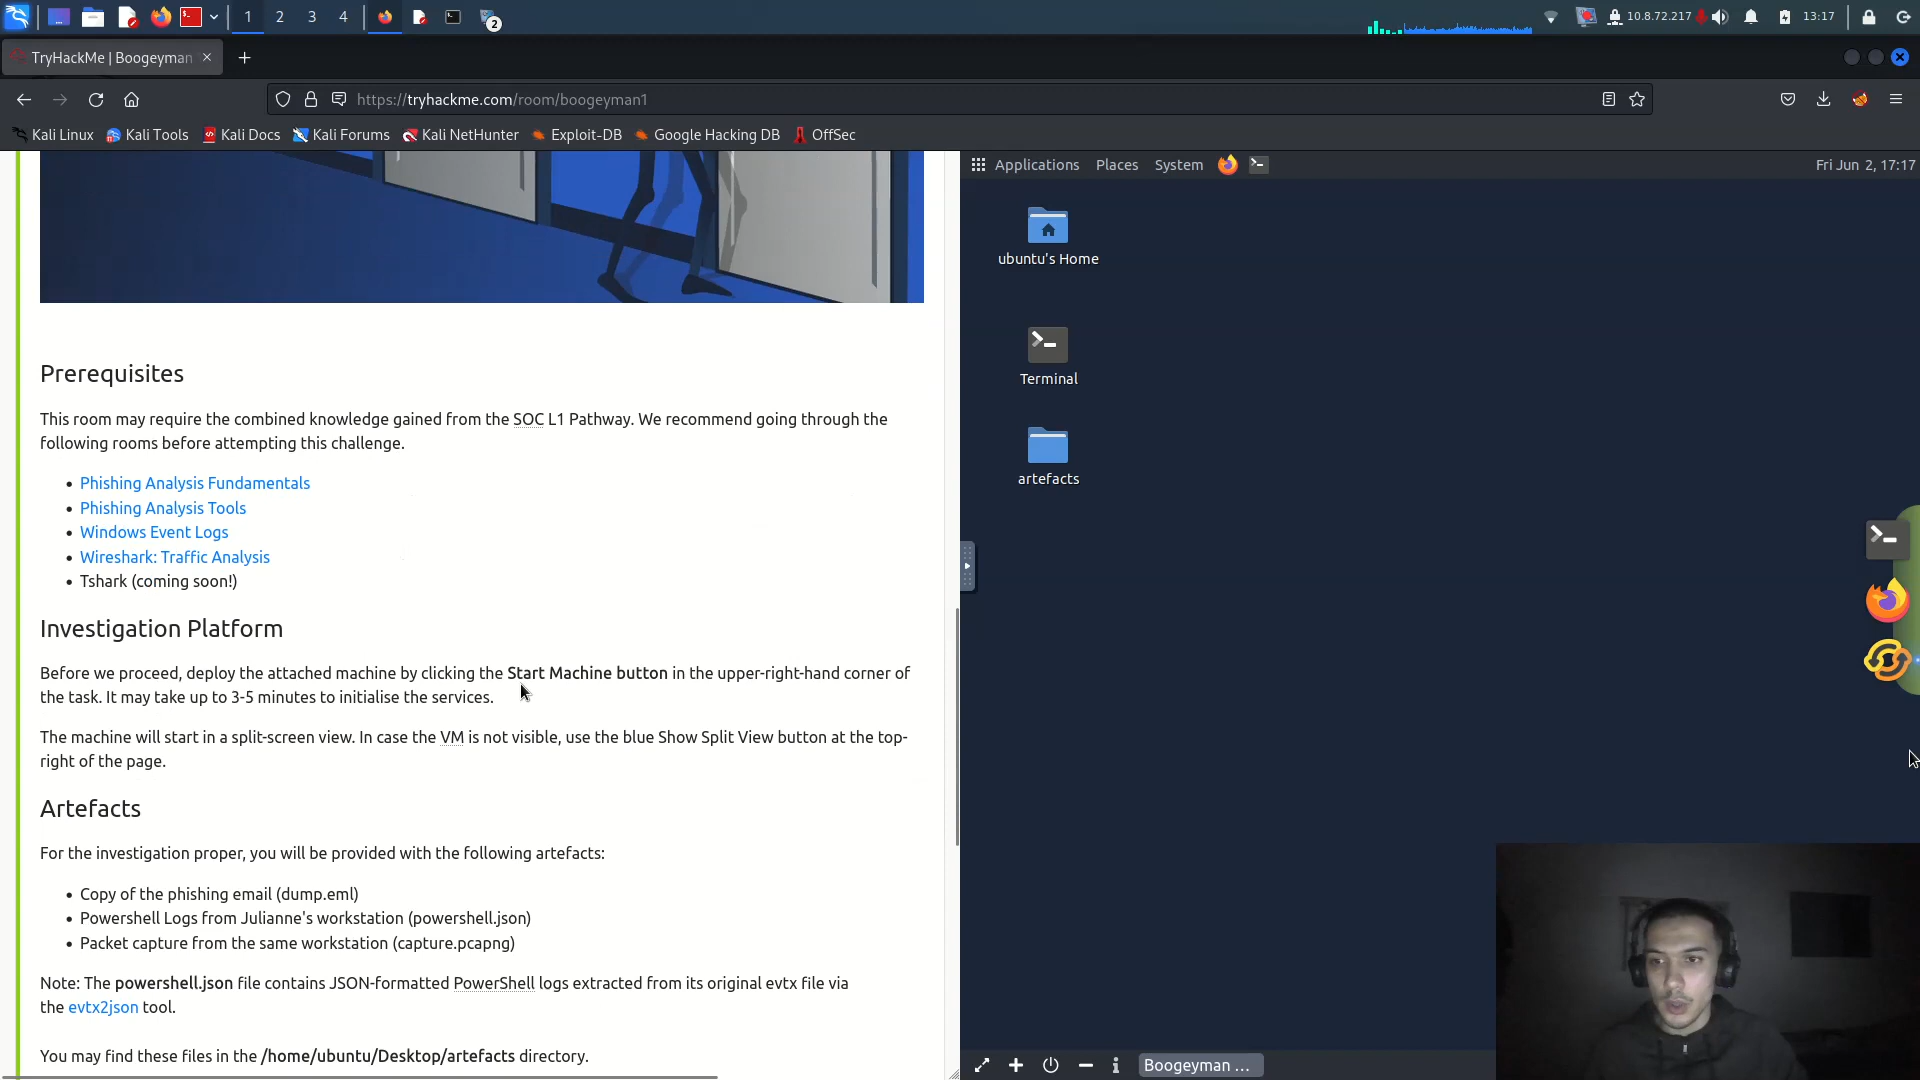 1 2 3 4 2 10.8.72.217 13:17
TryHackMe | Boogeyman
https://tryhackme.com/room/boogeyman1
Kali Linux Kali Tools Kali Docs Kali Forums Kali NetHunter Exploit-DB Google Hacking DB OffSec
Applications Places System Fri Jun 2, 17:17
ubuntu's Home
Terminal
artefacts
Prerequisites
This room may require the combined knowledge gained from the SOC L1 Pathway. We recommend going through the
following rooms before attempting this challenge.
• Phishing Analysis Fundamentals
• Phishing Analysis Tools
• Windows Event Logs
• Wireshark: Traffic Analysis
• Tshark (coming soon!)
Investigation Platform
Before we proceed, deploy the attached machine by clicking the Start Machine button in the upper-right-hand corner of
the task. It may take up to 3-5 minutes to initialise the services.
The machine will start in a split-screen view. In case the VM is not visible, use the blue Show Split View button at the top-
right of the page.
Artefacts
For the investigation proper, you will be provided with the following artefacts:
• Copy of the phishing email (dump.eml)
• Powershell Logs from Julianne's workstation (powershell.json)
• Packet capture from the same workstation (capture.pcapng)
Note: The powershell.json file contains JSON-formatted PowerShell logs extracted from its original evtx file via
the evtx2json tool.
You may find these files in the /home/ubuntu/Desktop/artefacts directory.
Boogeyman ...